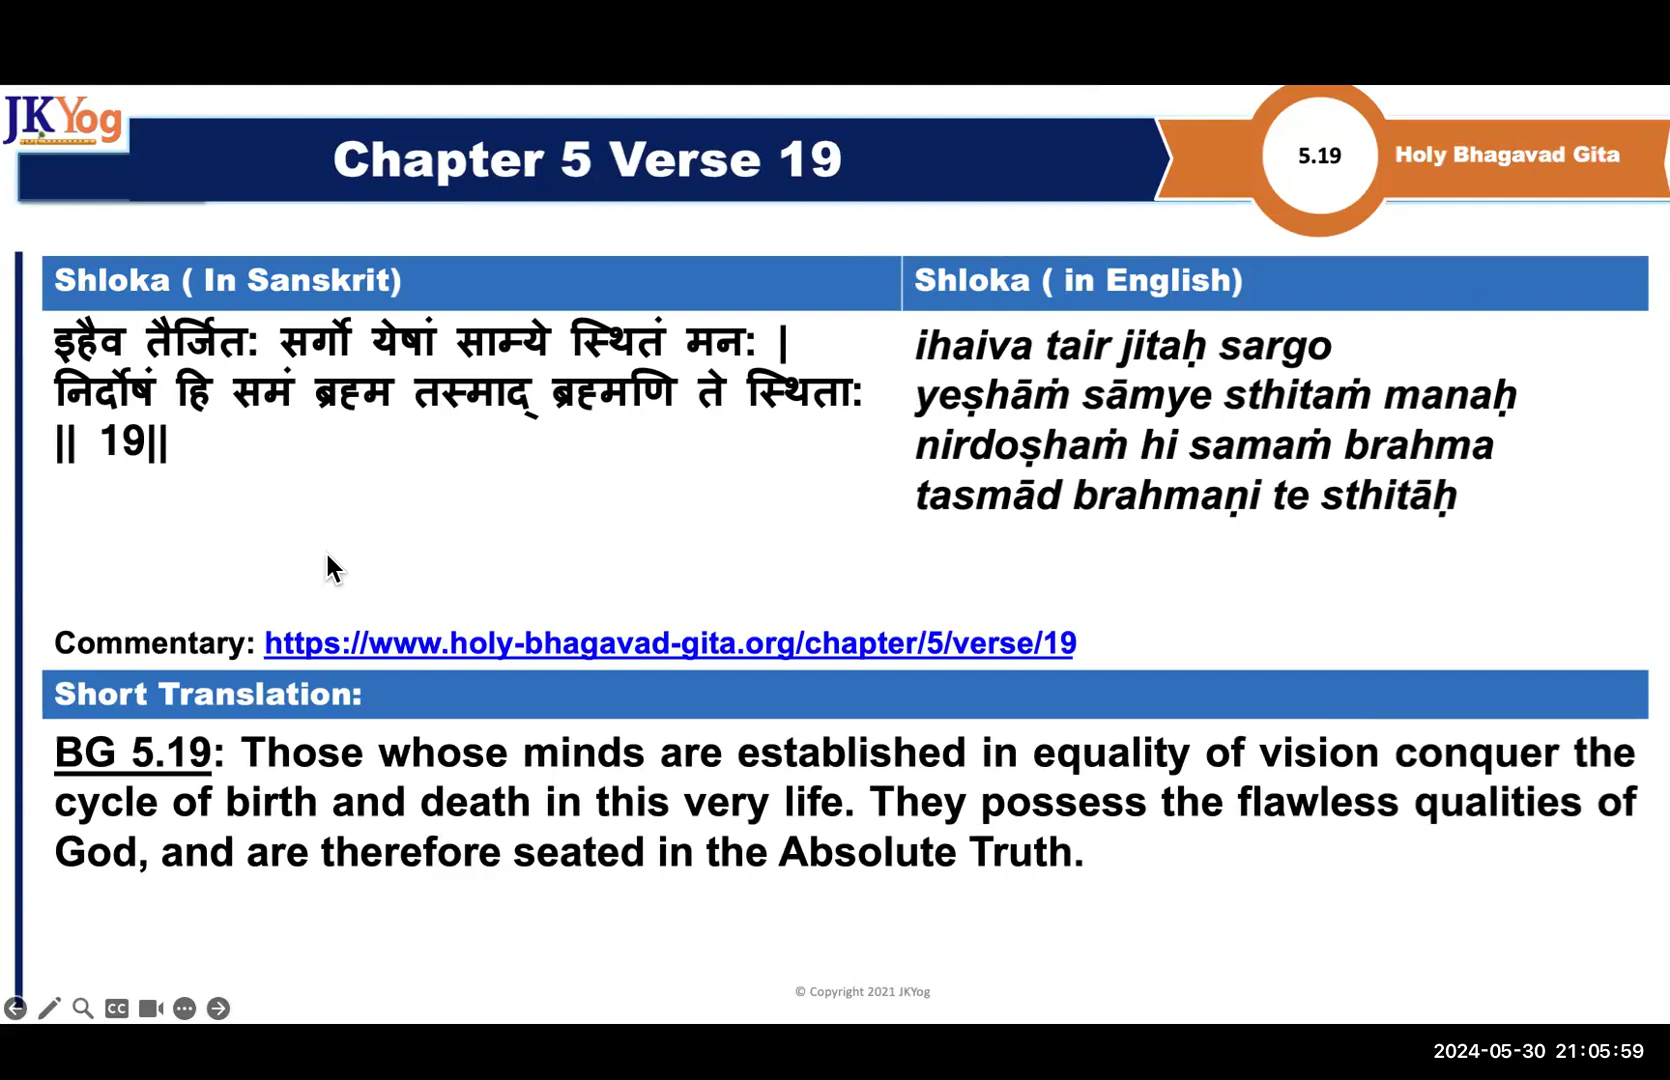 JKYog
Chapter 5 Verse 19
5.19
Holy Bhagavad Gita
Shloka ( In Sanskrit)
इहैव तैर्जित: सर्गो येषां साम्ये स्थितं मन: |
निर्दोषं हि समं ब्रह्म तस्माद् ब्रह्मणि ते स्थिता:
|| 19||
Shloka ( in English)
ihaiva tair jitaḥ sargo
yeṣhāṁ sāmye sthitaṁ manaḥ
nirdoṣhaṁ hi samaṁ brahma
tasmād brahmaṇi te sthitāḥ
Commentary: https://www.holy-bhagavad-gita.org/chapter/5/verse/19
Short Translation:
BG 5.19: Those whose minds are established in equality of vision conquer the
cycle of birth and death in this very life. They possess the flawless qualities of
God, and are therefore seated in the Absolute Truth.
© Copyright 2021 JKYog
CC
2024-05-30 21:05:59